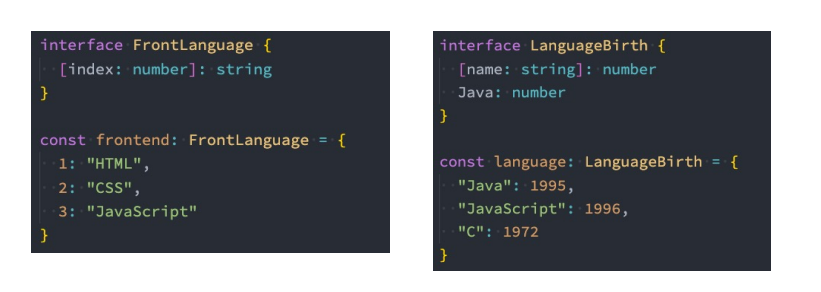 interface FrontLanguage {
[index: number]: string
}
const frontend: FrontLanguage = {
1: "HTML",
2: "CSS",
3: "JavaScript"
}
interface LanguageBirth {
[name: string]: number
Java: number
}
const language: LanguageBirth = {
"Java": 1995,
"JavaScript": 1996,
"C": 1972
}